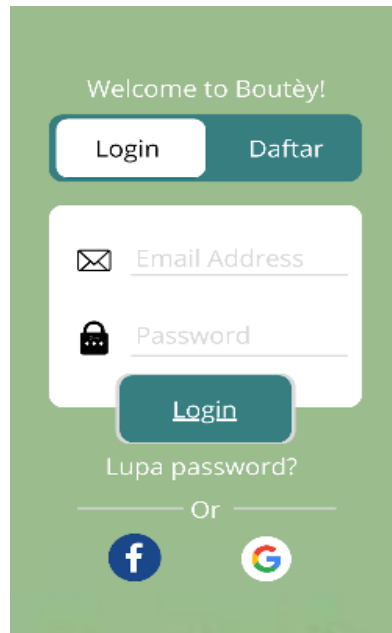 Welcome to Boutèy!
Login Daftar
Email Address
Password
Login
Lupa password?
Or
f G